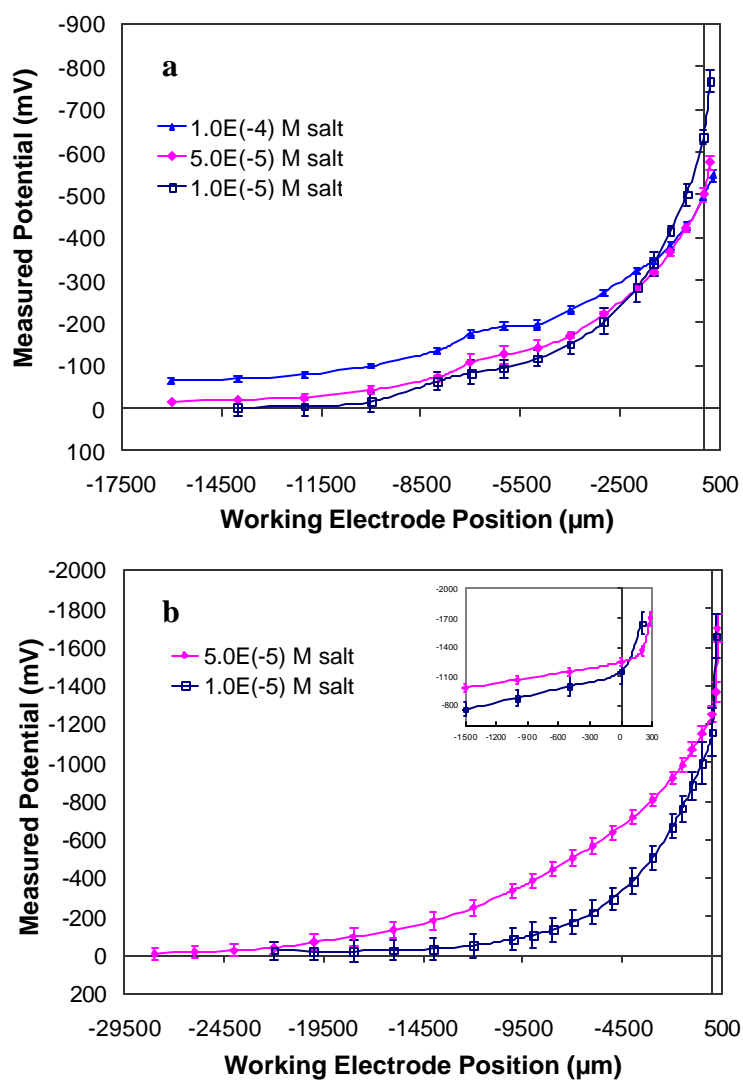 -900
-800
-700
-600
-500
-400
-300
-200
-100
0
100
Measured Potential (mV)
a
1.0E(-4) M salt
5.0E(-5) M salt
1.0E(-5) M salt
-17500 -14500 -11500 -8500 -5500 -2500 500
Working Electrode Position (µm)
-2000
-1800
-1600
-1400
-1200
-1000
-800
-600
-400
-200
0
200
Measured Potential (mV)
b
5.0E(-5) M salt
1.0E(-5) M salt
-2000
-1700
-1400
-1100
-800
-1500 -1200 -900 -600 -300 0 300
-29500 -24500 -19500 -14500 -9500 -4500 500
Working Electrode Position (µm)